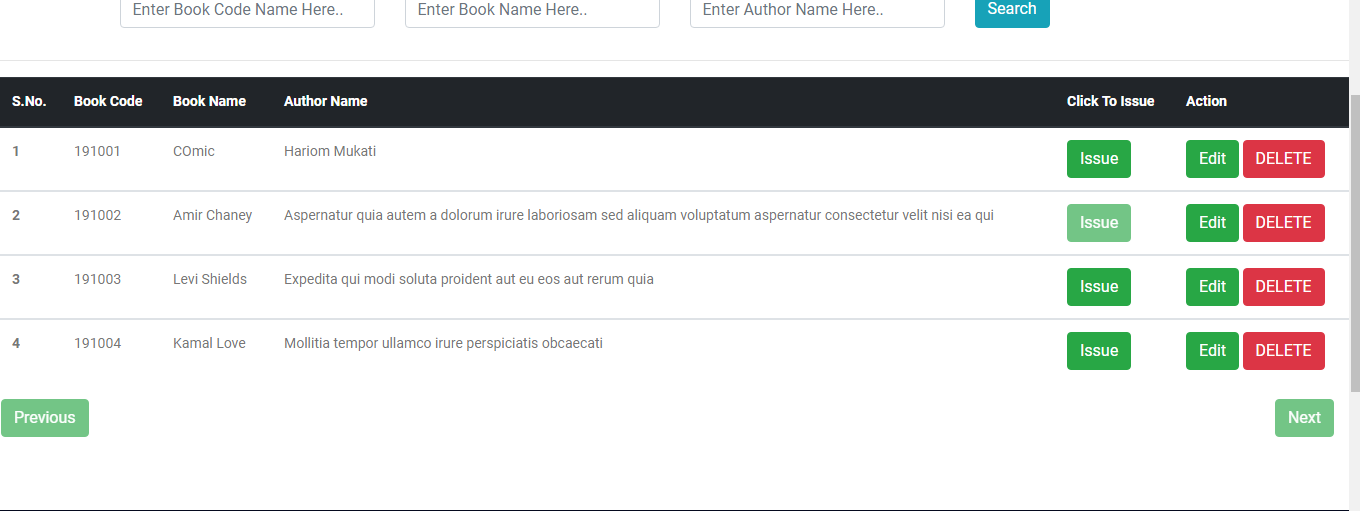 Enter Book Code Name Here.. Enter Book Name Here.. Enter Author Name Here.. Search
S.No. Book Code Book Name Author Name Click To Issue Action
1 191001 COmic Hariom Mukati Issue Edit DELETE
2 191002 Amir Chaney Aspernatur quia autem a dolorum irure laboriosam sed aliquam voluptatum aspernatur consectetur velit nisi ea qui Issue Edit DELETE
3 191003 Levi Shields Expedita qui modi soluta proident aut eu eos aut rerum quia Issue Edit DELETE
4 191004 Kamal Love Mollitia tempor ullamco irure perspiciatis obcaecati Issue Edit DELETE
Previous Next